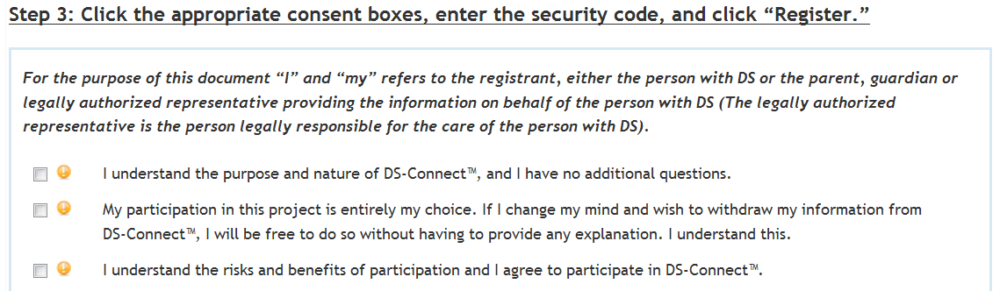 Step 3: Click the appropriate consent boxes, enter the security code, and click “Register.”
For the purpose of this document “I” and “my” refers to the registrant, either the person with DS or the parent, guardian or
legally authorized representative providing the information on behalf of the person with DS (The legally authorized
representative is the person legally responsible for the care of the person with DS).
I understand the purpose and nature of DS-Connect™, and I have no additional questions.
My participation in this project is entirely my choice. If I change my mind and wish to withdraw my information from
DS-Connect™, I will be free to do so without having to provide any explanation. I understand this.
I understand the risks and benefits of participation and I agree to participate in DS-Connect™.